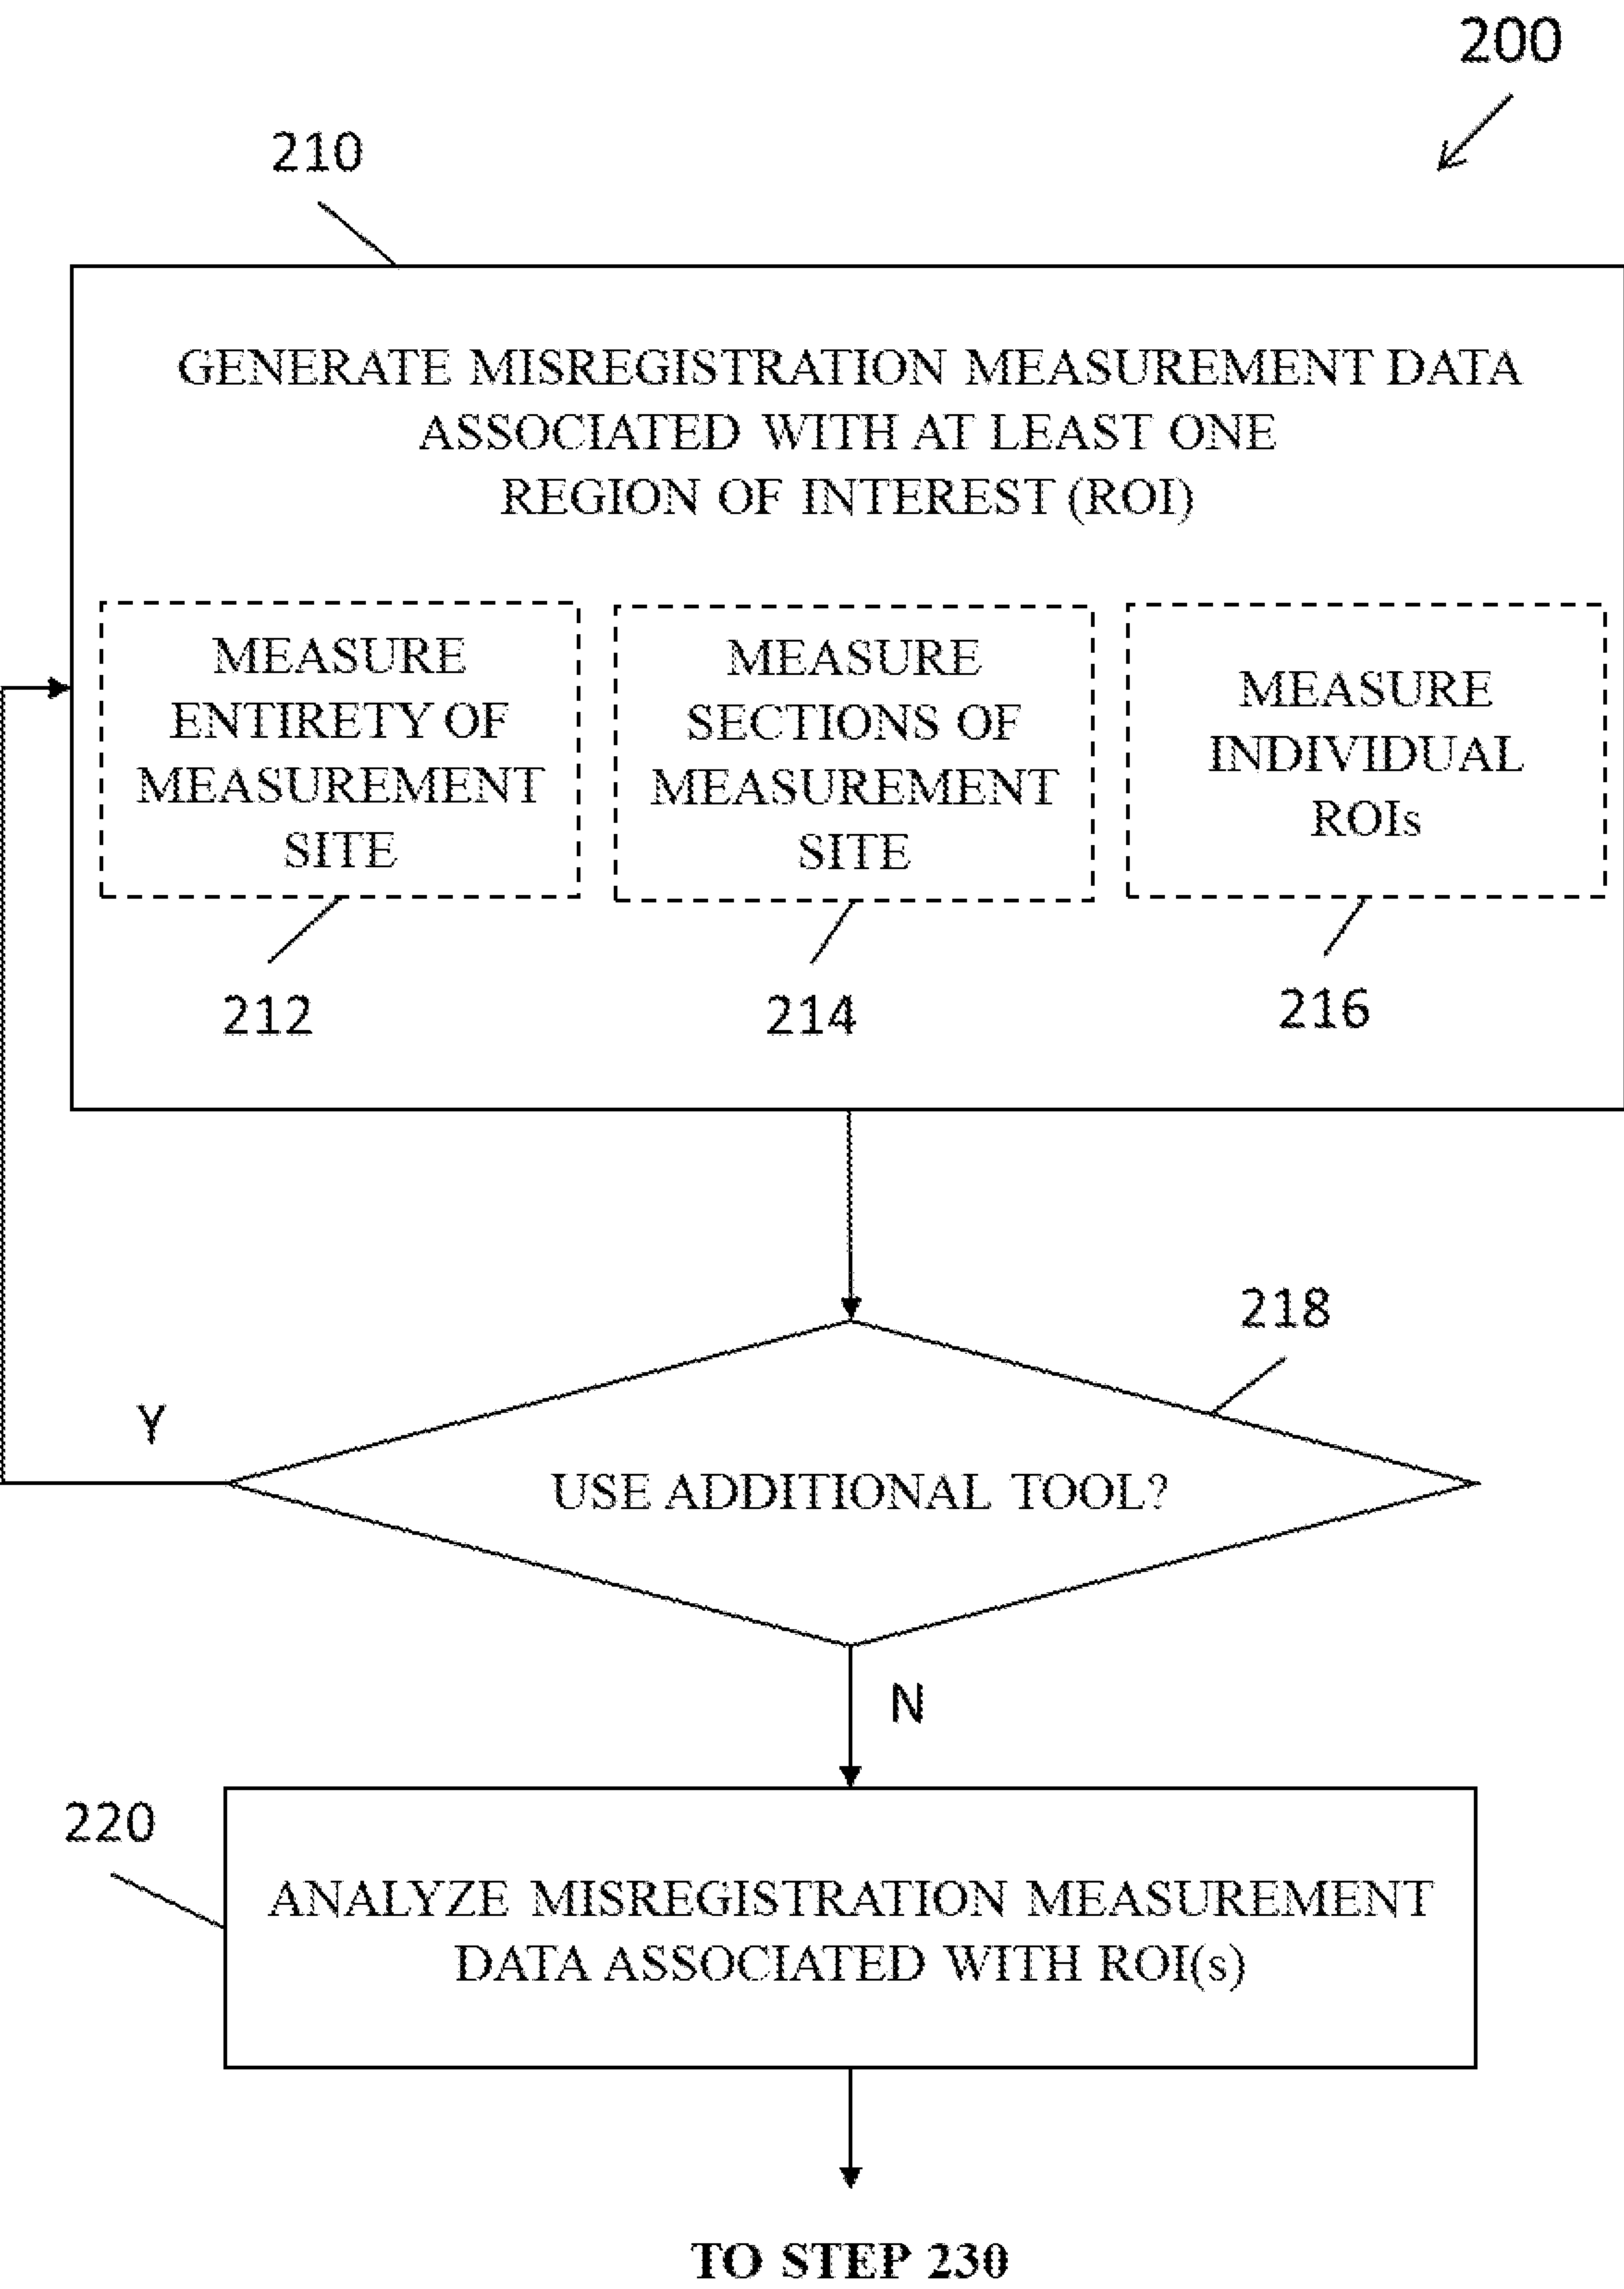 200
210
GENERATE MISREGISTRATION MEASUREMENT DATA
ASSOCIATED WITH AT LEAST ONE
REGION OF INTEREST (ROI)
MEASURE
ENTIRETY OF
MEASUREMENT
SITE
MEASURE
SECTIONS OF
MEASUREMENT
SITE
MEASURE
INDIVIDUAL
ROIs
212
214
216
218
Y
USE ADDITIONAL TOOL?
N
220
ANALYZE MISREGISTRATION MEASUREMENT
DATA ASSOCIATED WITH ROI(s)
TO STEP 230